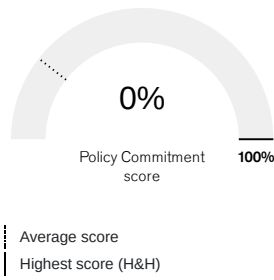 0%
Policy Commitment
score
100%
Average score
Highest score (H&H)